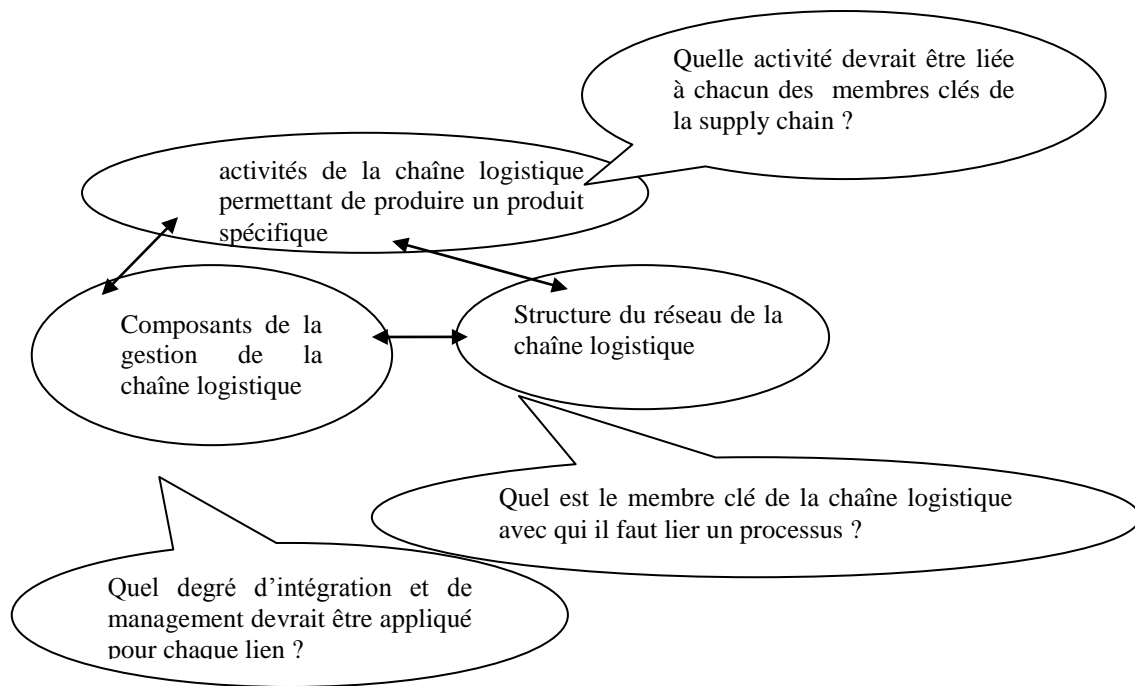 Quelle activité devrait être liée
à chacun des membres clés de
la supply chain ?
activités de la chaîne logistique
permettant de produire un produit
spécifique
Composants de la
gestion de la
chaîne logistique
Structure du réseau de la
chaîne logistique
Quel est le membre clé de la chaîne logistique
avec qui il faut lier un processus ?
Quel degré d’intégration et de
management devrait être appliqué
pour chaque lien ?